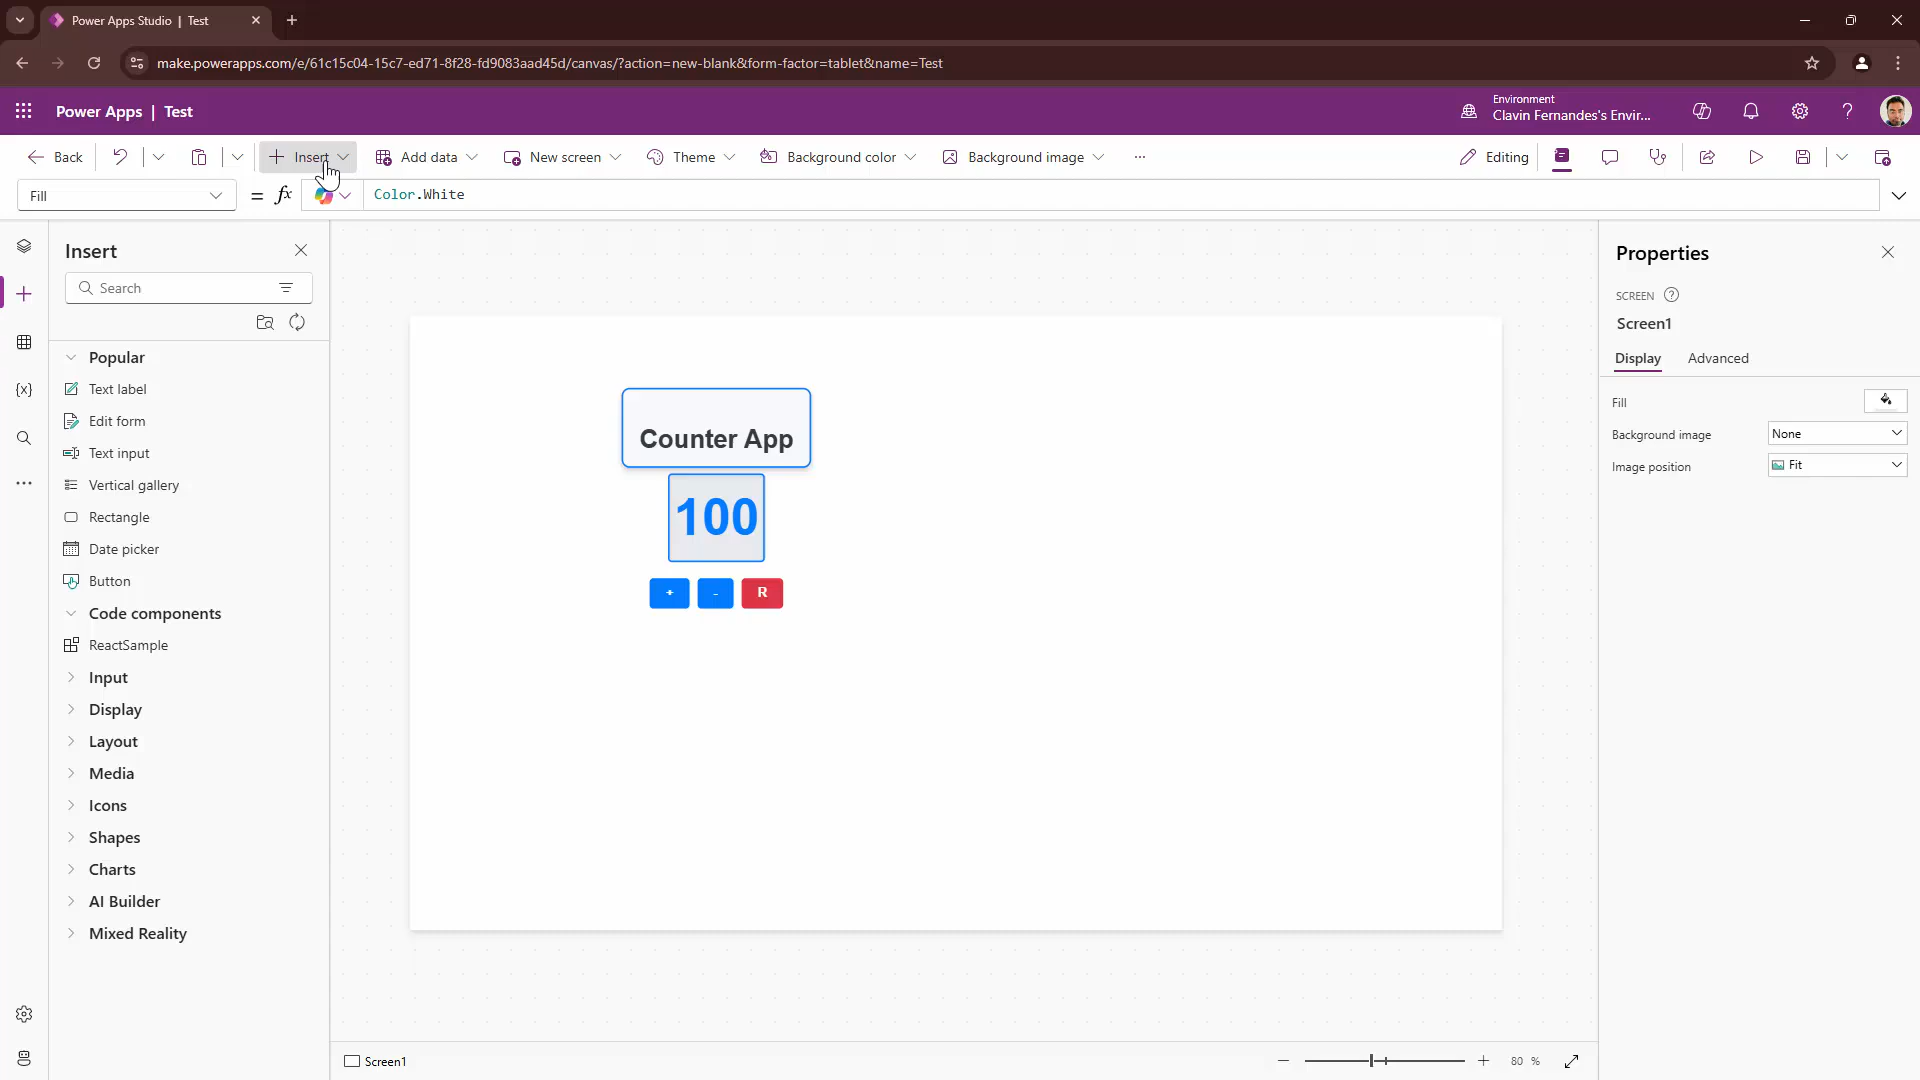 Power Apps Studio | Test
make.powerapps.com/e/61c15c04-15c7-ed71-8f28-fd9083aad45d/canvas/?action=new-blank&form-factor=tablet&name=Test
Power Apps | Test
Environment
Clavin Fernandes's Envir...
Back
Insert
Add data
New screen
Theme
Background color
Background image
Editing
Fill
= fx
Color.White
Insert
Search
Popular
Text label
Edit form
Text input
Vertical gallery
Rectangle
Date picker
Button
Code components
ReactSample
Input
Display
Layout
Media
Icons
Shapes
Charts
AI Builder
Mixed Reality
Counter App
100
+ - R
Properties
SCREEN
Screen1
Display Advanced
Fill
Background image None
Image position Fit
Screen1
80 %